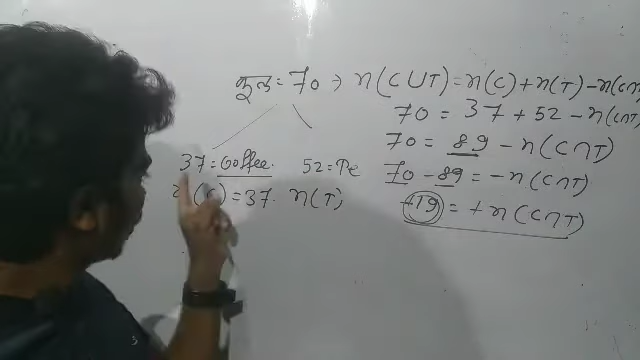 कुल = 70 → n(C∪T) = n(C) + n(T) - n(C∩
70 = 37 + 52 - n(C∩
70 = 89 - n(C∩T)
70 - 89 = - n(C∩T)
+19 = + n(C∩T)
37 = Coffee. 52 = Te
(C) = 37. n(T)